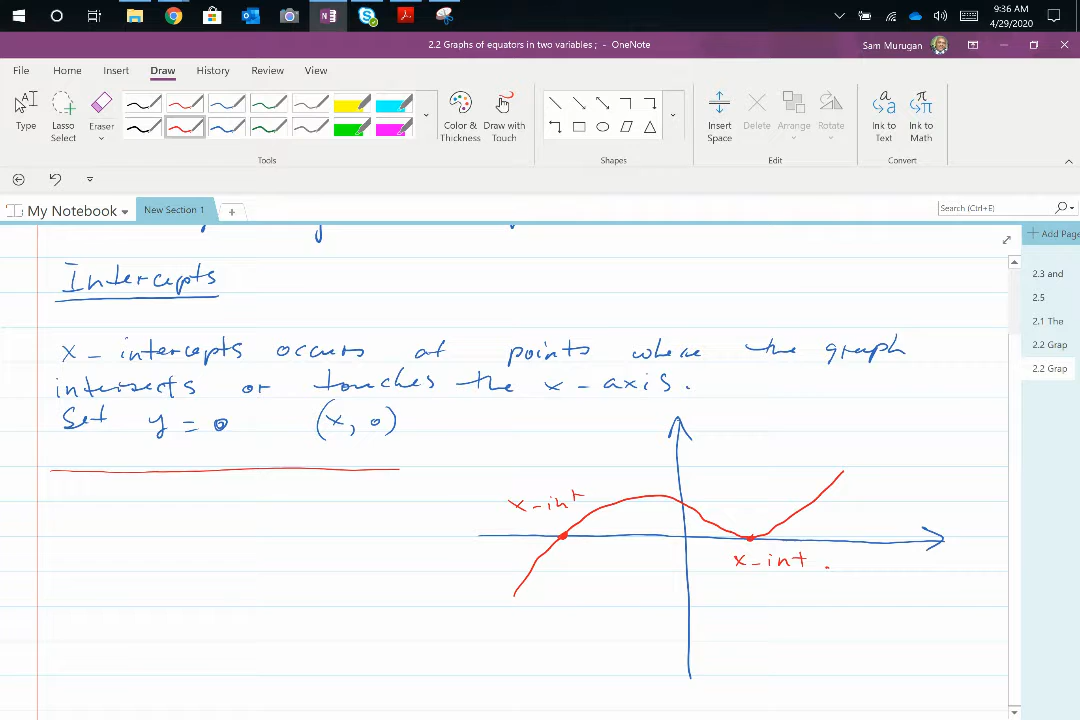 9:36 AM
4/29/2020
2.2 Graphs of equators in two variables ; - OneNote
Sam Murugan
File Home Insert Draw History Review View
Type
Lasso Select
Eraser
Color & Thickness
Draw with Touch
Insert Space
Delete
Arrange
Rotate
Ink to Text
Ink to Math
Tools
Shapes
Edit
Convert
My Notebook
New Section 1
Search (Ctrl+E)
Add Page
2.3 and
2.5
2.1 The
2.2 Grap
2.2 Grap
Intercepts
x - intercepts occurs at points where the graph
intersects or touches the x - axis.
Set y = 0 (x, 0)
x - int
x - int .